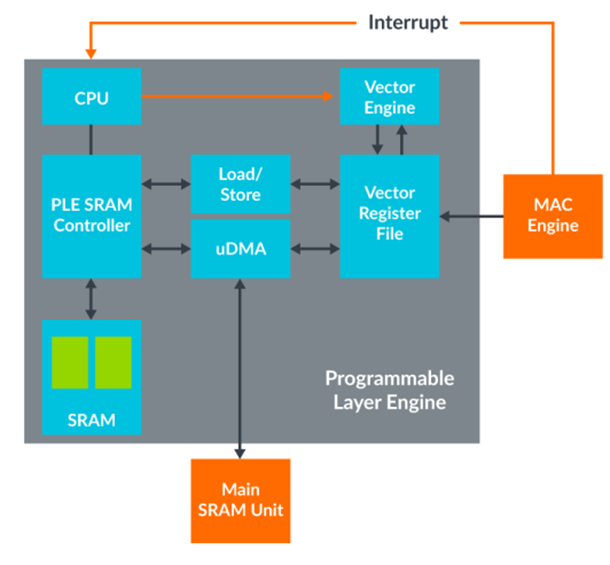 Interrupt
CPU
Vector
Engine
PLE SRAM
Controller
Load/
Store
uDMA
Vector
Register
File
MAC
Engine
SRAM
Programmable
Layer Engine
Main
SRAM Unit